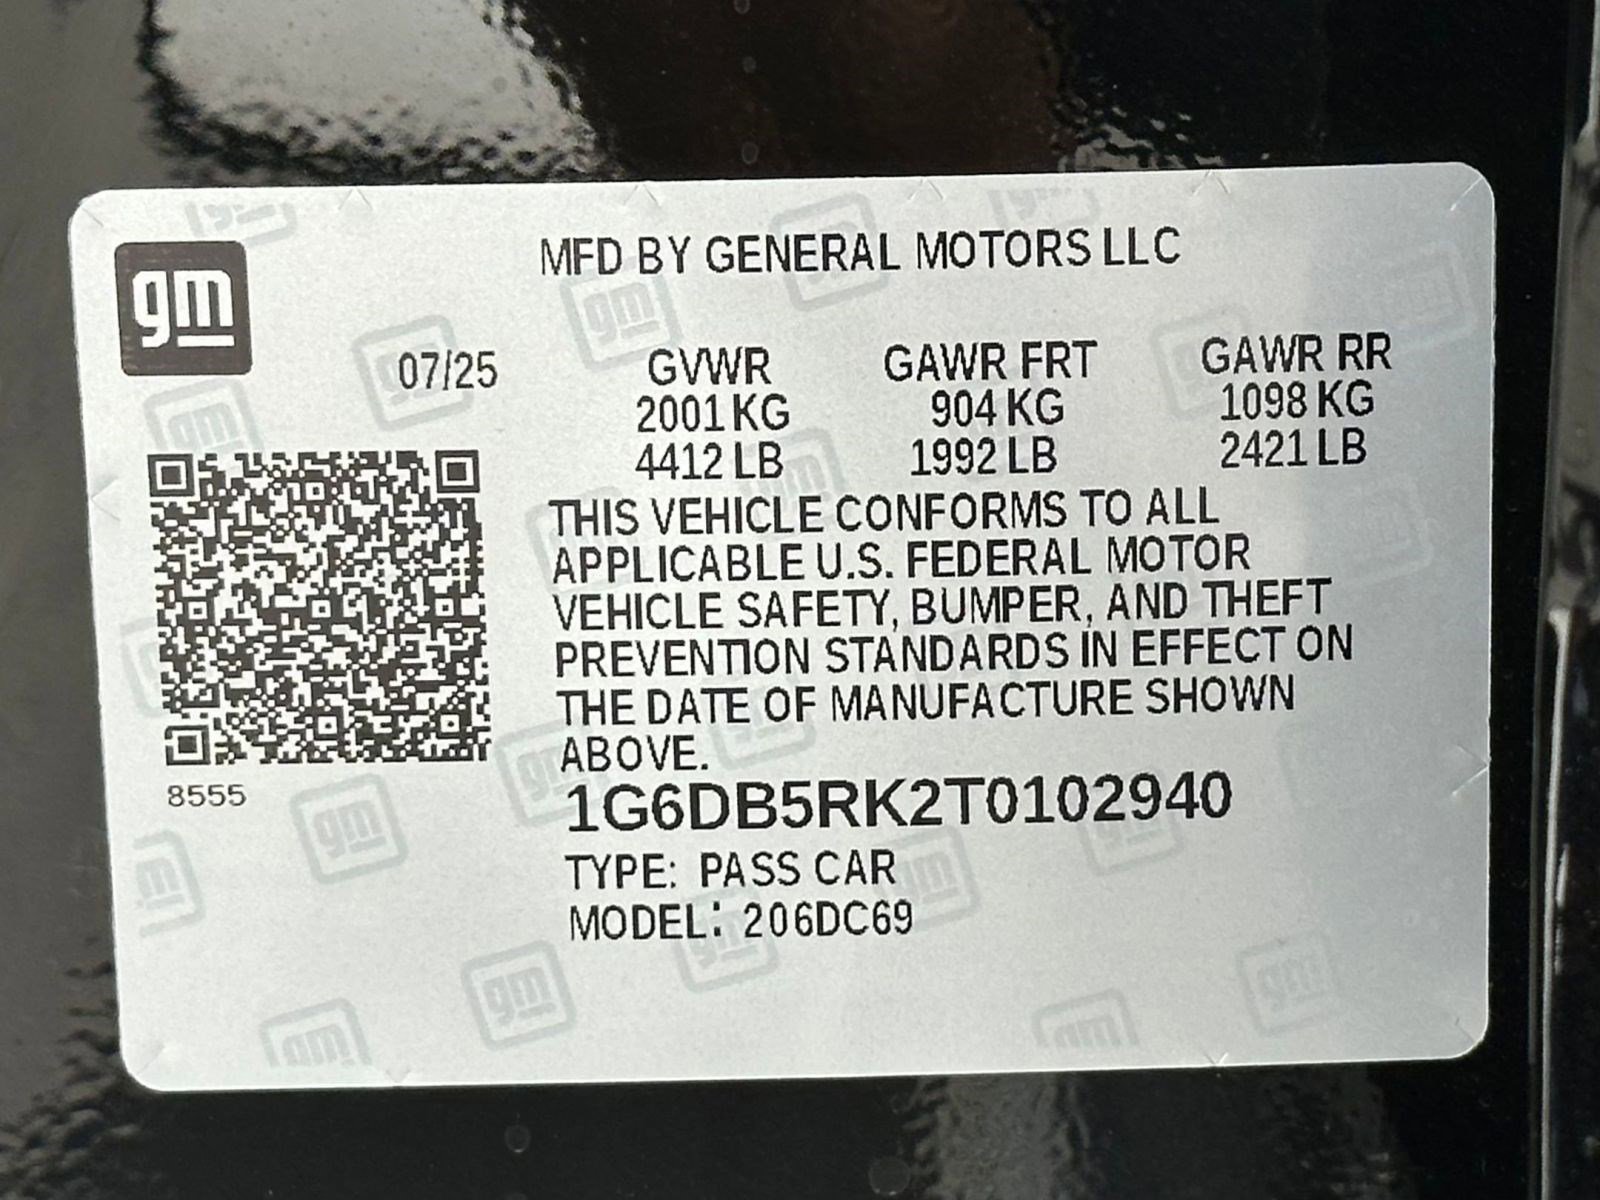 gm
MFD BY GENERAL MOTORS LLC
07/25
GVWR GAWR FRT GAWR RR
2001 KG 904 KG 1098 KG
4412 LB 1992 LB 2421 LB
THIS VEHICLE CONFORMS TO ALL
APPLICABLE U.S. FEDERAL MOTOR
VEHICLE SAFETY, BUMPER, AND THEFT
PREVENTION STANDARDS IN EFFECT ON
THE DATE OF MANUFACTURE SHOWN
ABOVE.
8555
1G6DB5RK2T0102940
TYPE: PASS CAR
MODEL: 206DC69